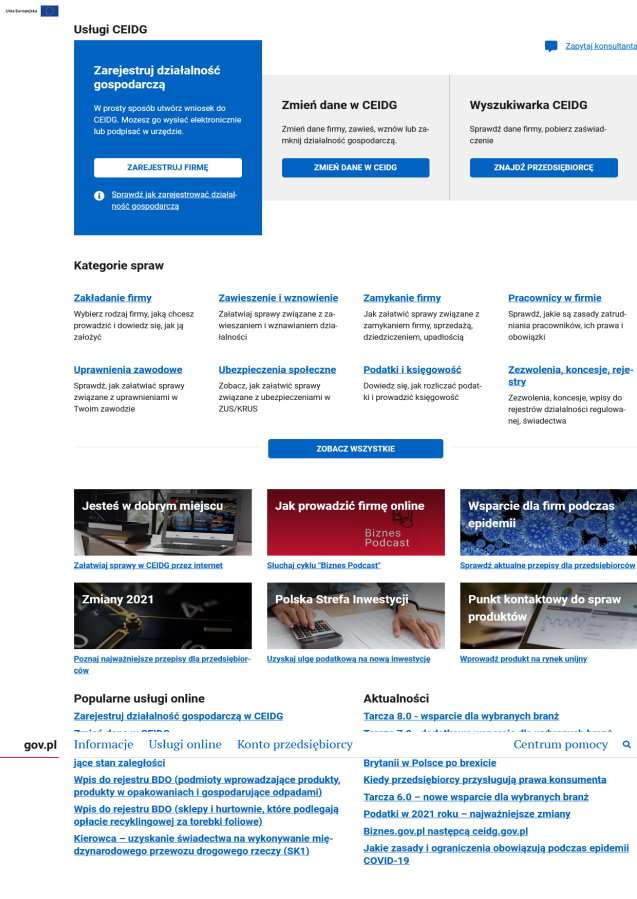 Unia Europejska
Usługi CEIDG
Zapytaj konsultanta
Zarejestruj działalność
gospodarczą
W prosty sposób utwórz wniosek do
CEIDG. Mozesz go wysłać elektronicznie
lub podpisać w urzędzie.
ZAREJESTRUJ FIRMĘ
Sprawdź jak zarejestrować działal-
ność gospodarczą
Zmień dane w CEIDG
Zmień dane firmy, zawieś, wznów lub za-
mknij działalność gospodarczą.
ZMIEŃ DANE W CEIDG
Wyszukiwarka CEIDG
Sprawdź dane firmy, pobierz zaświad-
czenie
ZNAJDŹ PRZEDSIĘBIORCĘ
Kategorie spraw
Zakładanie firmy
Wybierz rodzaj firmy, jaką chcesz
prowadzić i dowiedz się, jak ją
założyć
Zawieszenie i wznowienie
Załatwiaj sprawy związane z za-
wieszaniem i wznawianiem dzia-
łalności
Zamykanie firmy
Jak załatwić sprawy związane z
zamykaniem firmy, sprzedażą,
dziedziczeniem, upadłością
Pracownicy w firmie
Sprawdź, jakie są zasady zatrud-
niania pracowników, ich prawa i
obowiązki
Uprawnienia zawodowe
Sprawdź, jak załatwiać sprawy
związane z uprawnieniami w
Twoim zawodzie
Ubezpieczenia społeczne
Zobacz, jak załatwić sprawy
związane z ubezpieczeniami w
ZUS/KRUS
Podatki i księgowość
Dowiedz się, jak rozliczać podat-
ki i prowadzić księgowość
Zezwolenia, koncesje, reje-
stry
Zezwolenia, koncesje, wpisy do
rejestrów działalności regulowa-
nej, świadectwa
ZOBACZ WSZYSTKIE
Jesteś w dobrym miejscu
Załatwiaj sprawy w CEIDG przez internet
Jak prowadzić firmę online
Biznes
Podcast
Słuchaj cyklu "Biznes Podcast"
Wsparcie dla firm podczas
epidemii
Sprawdź aktualne przepisy dla przedsiębiorców
Zmiany 2021
Poznaj najważniejsze przepisy dla przedsiębior-
ców
Polska Strefa Inwestycji
Uzyskaj ulgę podatkową na nową inwestycję
Punkt kontaktowy do spraw
produktów
Wprowadź produkt na rynek unijny
Popularne usługi online
Zarejestruj działalność gospodarczą w CEIDG
Zmień dane w CEIDG
Aktualności
Tarcza 8.0 - wsparcie dla wybranych branż
Tarcza 7.0 - dodatkowe wsparcie dla wybranych branż
gov.pl Informacje Usługi online Konto przedsiębiorcy Centrum pomocy
jące stan zaległości
Wpis do rejestru BDO (podmioty wprowadzające produkty,
produkty w opakowaniach i gospodarujące odpadami)
Wpis do rejestru BDO (sklepy i hurtownie, które podlegają
opłacie recyklingowej za torebki foliowe)
Kierowca – uzyskanie świadectwa na wykonywanie mię-
dzynarodowego przewozu drogowego rzeczy (SK1)
Brytanii w Polsce po brexicie
Kiedy przedsiębiorcy przysługują prawa konsumenta
Tarcza 6.0 – nowe wsparcie dla wybranych branż
Podatki w 2021 roku – najważniejsze zmiany
Biznes.gov.pl następcą ceidg.gov.pl
Jakie zasady i ograniczenia obowiązują podczas epidemii
COVID-19